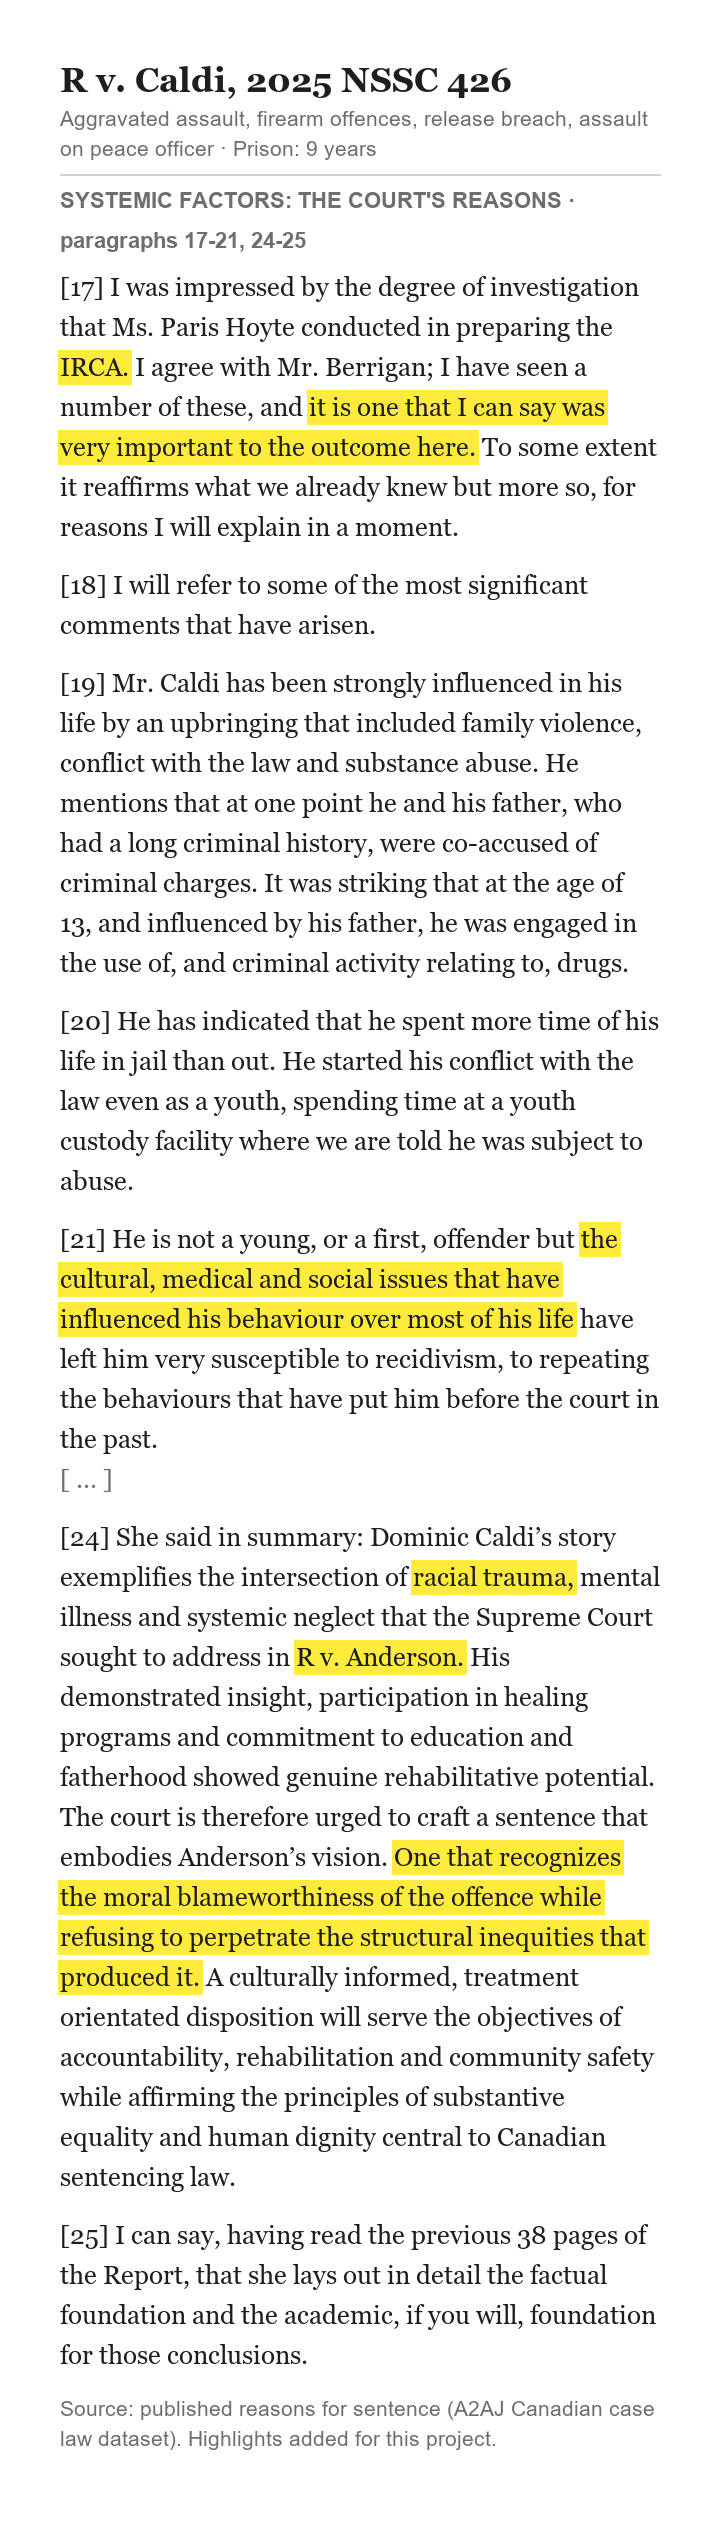 R v. Caldi, 2025 NSSC 426
Aggravated assault, firearm offences, release breach, assault
on peace officer · Prison: 9 years
SYSTEMIC FACTORS: THE COURT'S REASONS ·
paragraphs 17-21, 24-25
[17] I was impressed by the degree of investigation
that Ms. Paris Hoyte conducted in preparing the
IRCA. I agree with Mr. Berrigan; I have seen a
number of these, and it is one that I can say was
very important to the outcome here. To some extent
it reaffirms what we already knew but more so, for
reasons I will explain in a moment.
[18] I will refer to some of the most significant
comments that have arisen.
[19] Mr. Caldi has been strongly influenced in his
life by an upbringing that included family violence,
conflict with the law and substance abuse. He
mentions that at one point he and his father, who
had a long criminal history, were co-accused of
criminal charges. It was striking that at the age of
13, and influenced by his father, he was engaged in
the use of, and criminal activity relating to, drugs.
[20] He has indicated that he spent more time of his
life in jail than out. He started his conflict with the
law even as a youth, spending time at a youth
custody facility where we are told he was subject to
abuse.
[21] He is not a young, or a first, offender but the
cultural, medical and social issues that have
influenced his behaviour over most of his life have
left him very susceptible to recidivism, to repeating
the behaviours that have put him before the court in
the past.
[ ... ]
[24] She said in summary: Dominic Caldi’s story
exemplifies the intersection of racial trauma, mental
illness and systemic neglect that the Supreme Court
sought to address in R v. Anderson. His
demonstrated insight, participation in healing
programs and commitment to education and
fatherhood showed genuine rehabilitative potential.
The court is therefore urged to craft a sentence that
embodies Anderson’s vision. One that recognizes
the moral blameworthiness of the offence while
refusing to perpetrate the structural inequities that
produced it. A culturally informed, treatment
orientated disposition will serve the objectives of
accountability, rehabilitation and community safety
while affirming the principles of substantive
equality and human dignity central to Canadian
sentencing law.
[25] I can say, having read the previous 38 pages of
the Report, that she lays out in detail the factual
foundation and the academic, if you will, foundation
for those conclusions.
Source: published reasons for sentence (A2AJ Canadian case
law dataset). Highlights added for this project.